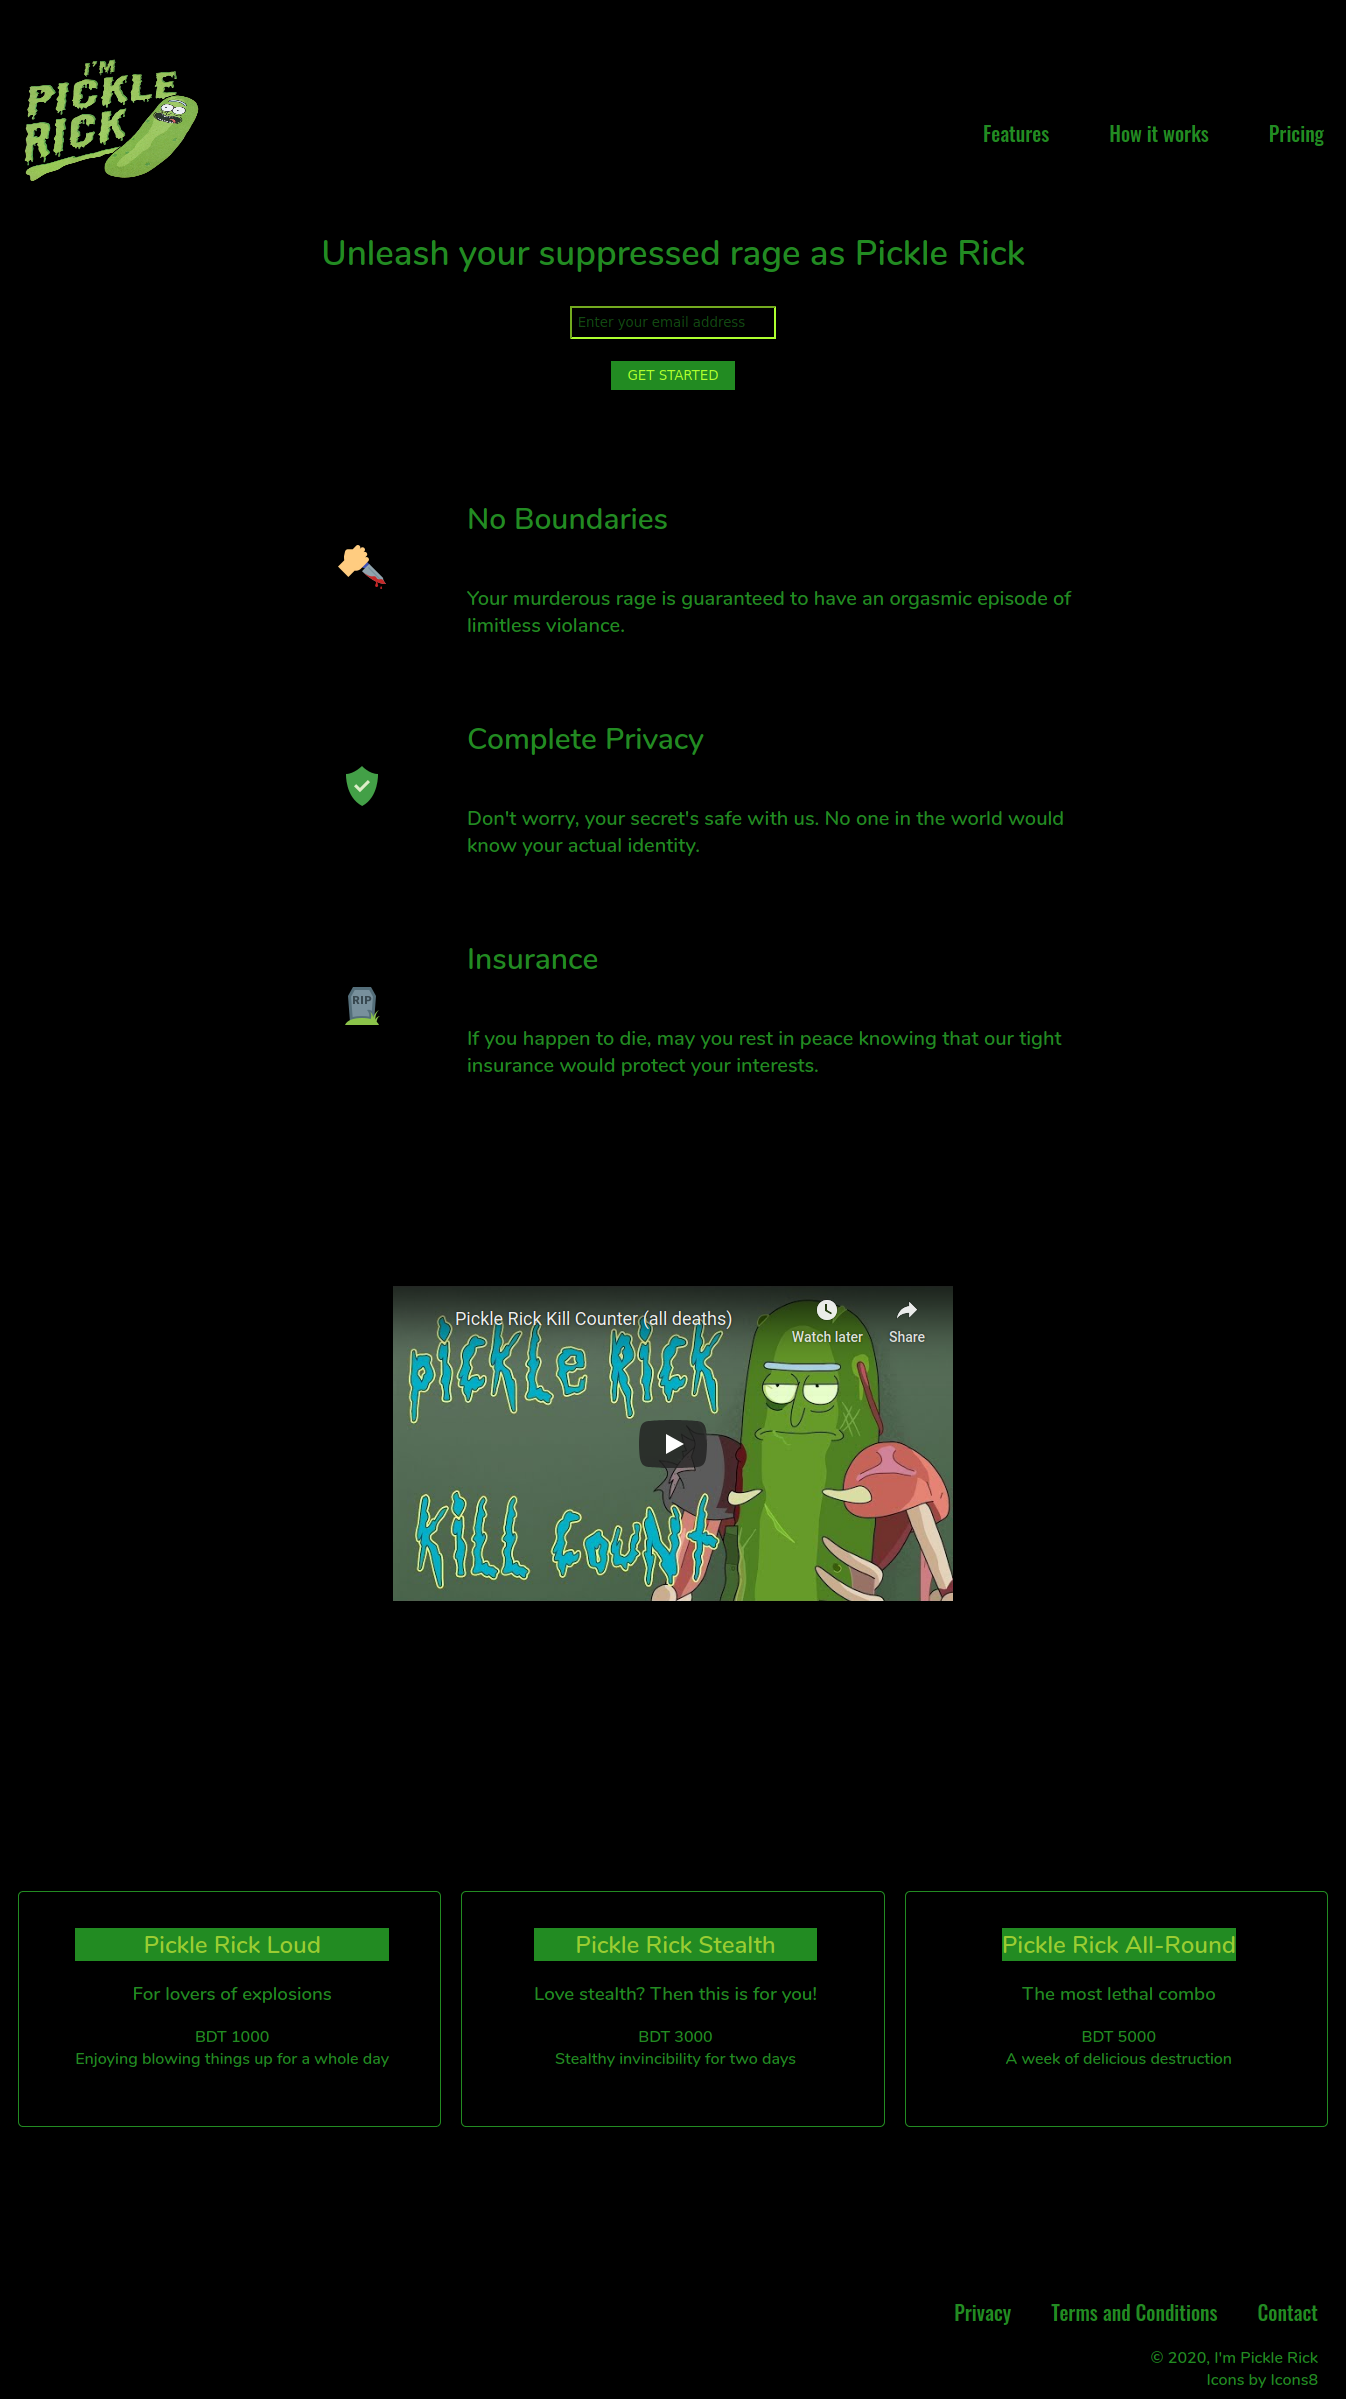 I'M
PICKLE
RICK
Features How it works Pricing
Unleash your suppressed rage as Pickle Rick
Enter your email address
GET STARTED
No Boundaries
Your murderous rage is guaranteed to have an orgasmic episode of
limitless violance.
Complete Privacy
Don't worry, your secret's safe with us. No one in the world would
know your actual identity.
Insurance
RIP
If you happen to die, may you rest in peace knowing that our tight
insurance would protect your interests.
Pickle Rick Kill Counter (all deaths)
Watch later Share
pickle Rick
Kill Count
Pickle Rick Loud
For lovers of explosions
BDT 1000
Enjoying blowing things up for a whole day
Pickle Rick Stealth
Love stealth? Then this is for you!
BDT 3000
Stealthy invincibility for two days
Pickle Rick All-Round
The most lethal combo
BDT 5000
A week of delicious destruction
Privacy Terms and Conditions Contact
© 2020, I'm Pickle Rick
Icons by Icons8